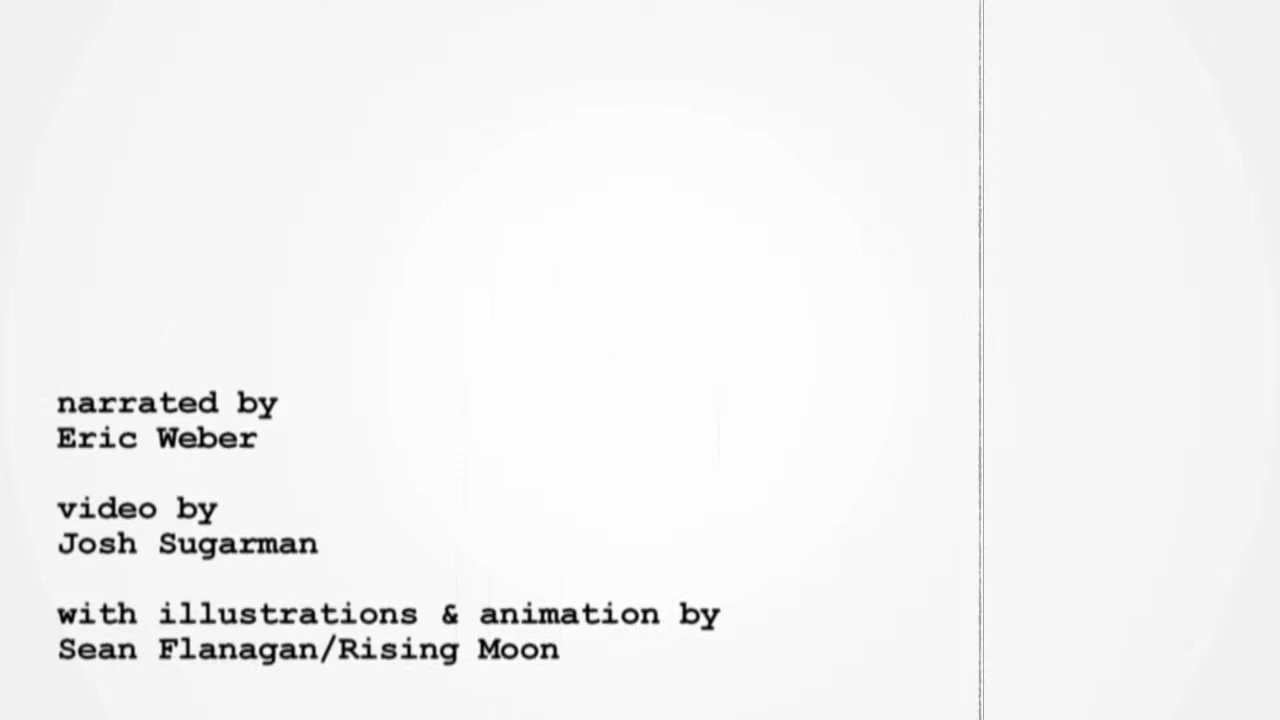 narrated by
Eric Weber
video by
Josh Sugarman
with illustrations & animation by
Sean Flanagan/Rising Moon